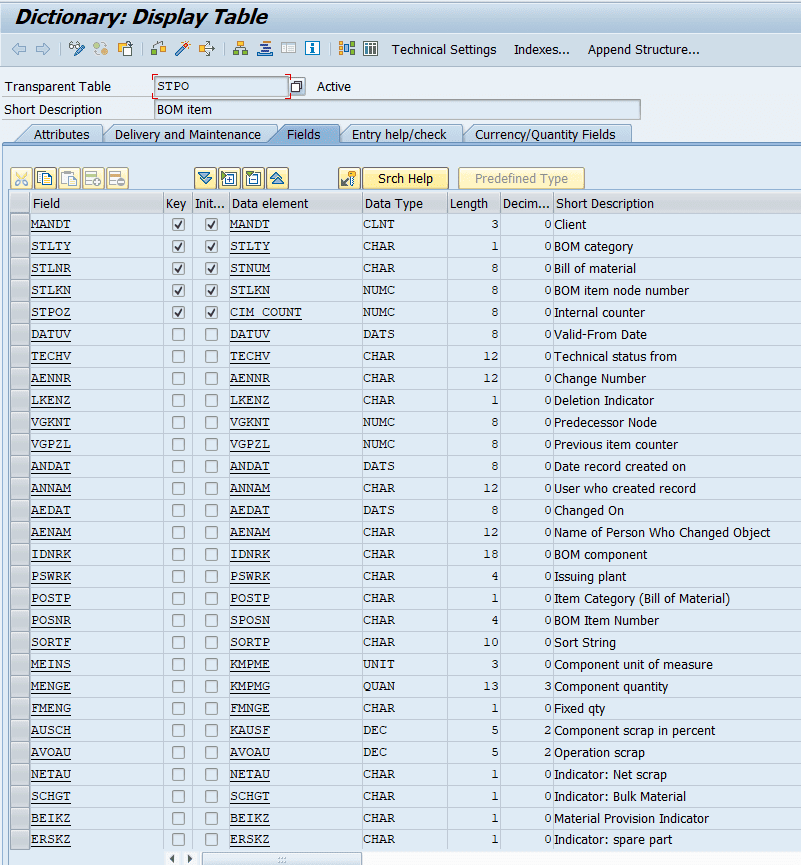 Dictionary: Display Table
Technical Settings Indexes... Append Structure...
Transparent Table STPO Active
Short Description BOM item
Attributes Delivery and Maintenance Fields Entry help/check Currency/Quantity Fields
Srch Help Predefined Type
Field Key Init... Data element Data Type Length Decim... Short Description
MANDT MANDT CLNT 3 0 Client
STLTY STLTY CHAR 1 0 BOM category
STLNR STNUM CHAR 8 0 Bill of material
STLKN STLKN NUMC 8 0 BOM item node number
STPOZ CIM_COUNT NUMC 8 0 Internal counter
DATUV DATUV DATS 8 0 Valid-From Date
TECHV TECHV CHAR 12 0 Technical status from
AENNR AENNR CHAR 12 0 Change Number
LKENZ LKENZ CHAR 1 0 Deletion Indicator
VGKNT VGKNT NUMC 8 0 Predecessor Node
VGPZL VGPZL NUMC 8 0 Previous item counter
ANDAT ANDAT DATS 8 0 Date record created on
ANNAM ANNAM CHAR 12 0 User who created record
AEDAT AEDAT DATS 8 0 Changed On
AENAM AENAM CHAR 12 0 Name of Person Who Changed Object
IDNRK IDNRK CHAR 18 0 BOM component
PSWRK PSWRK CHAR 4 0 Issuing plant
POSTP POSTP CHAR 1 0 Item Category (Bill of Material)
POSNR SPOSN CHAR 4 0 BOM Item Number
SORTF SORTP CHAR 10 0 Sort String
MEINS KMPME UNIT 3 0 Component unit of measure
MENGE KMPMG QUAN 13 3 Component quantity
FMENG FMNGE CHAR 1 0 Fixed qty
AUSCH KAUSF DEC 5 2 Component scrap in percent
AVOAU AVOAU DEC 5 2 Operation scrap
NETAU NETAU CHAR 1 0 Indicator: Net scrap
SCHGT SCHGT CHAR 1 0 Indicator: Bulk Material
BEIKZ BEIKZ CHAR 1 0 Material Provision Indicator
ERSKZ ERSKZ CHAR 1 0 Indicator: spare part